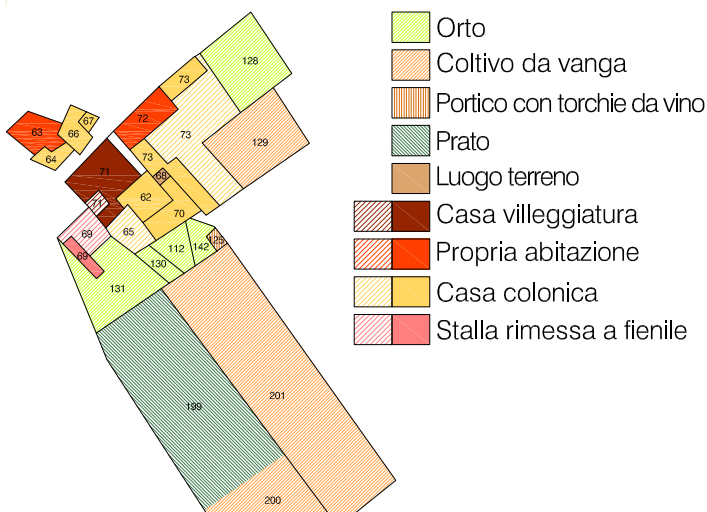 Orto
Coltivo da vanga
Portico con torchie da vino
Prato
Luogo terreno
Casa villeggiatura
Propria abitazione
Casa colonica
Stalla rimessa a fienile
128
73
67
63
66
72
73
129
64
73
71
68
62
71
70
65
69
125
112
142
69
130
131
201
199
200